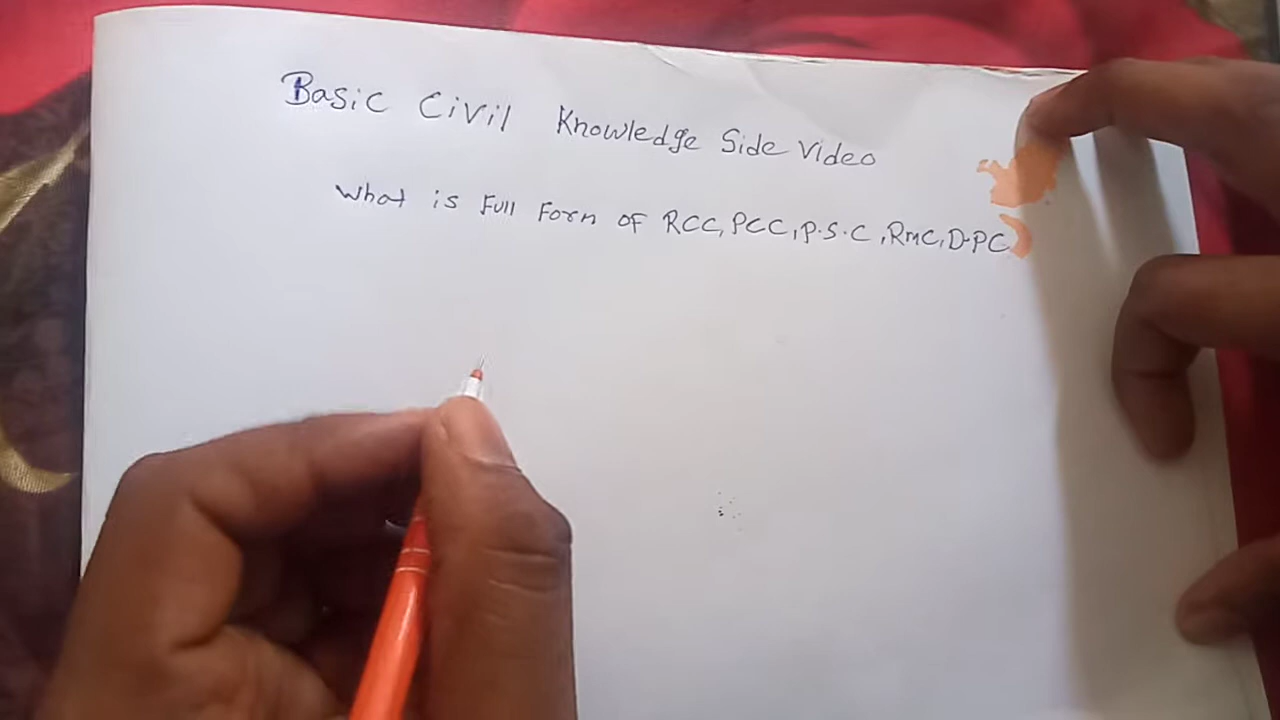 Basic Civil Knowledge Side Video
What is Full Form of RCC, PCC, P.S.C, RMC, D.PC